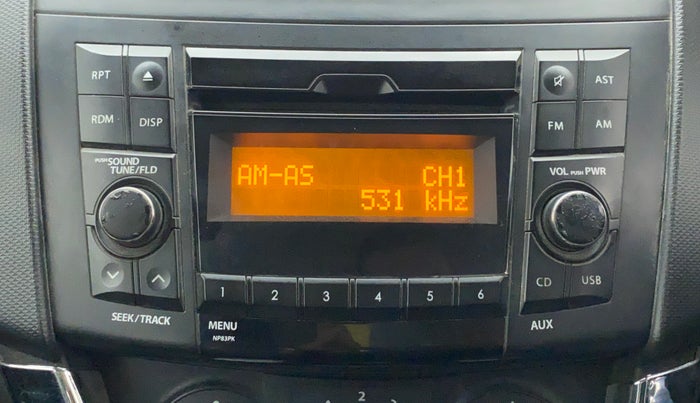 RPT
RDM
DISP
AST
FM
AM
PUSH SOUND
TUNE/FLD
VOL PUSH PWR
AM-AS CH1
531 kHz
1 2 3 4 5 6
CD
USB
SEEK/TRACK
MENU
NP83PK
AUX
2